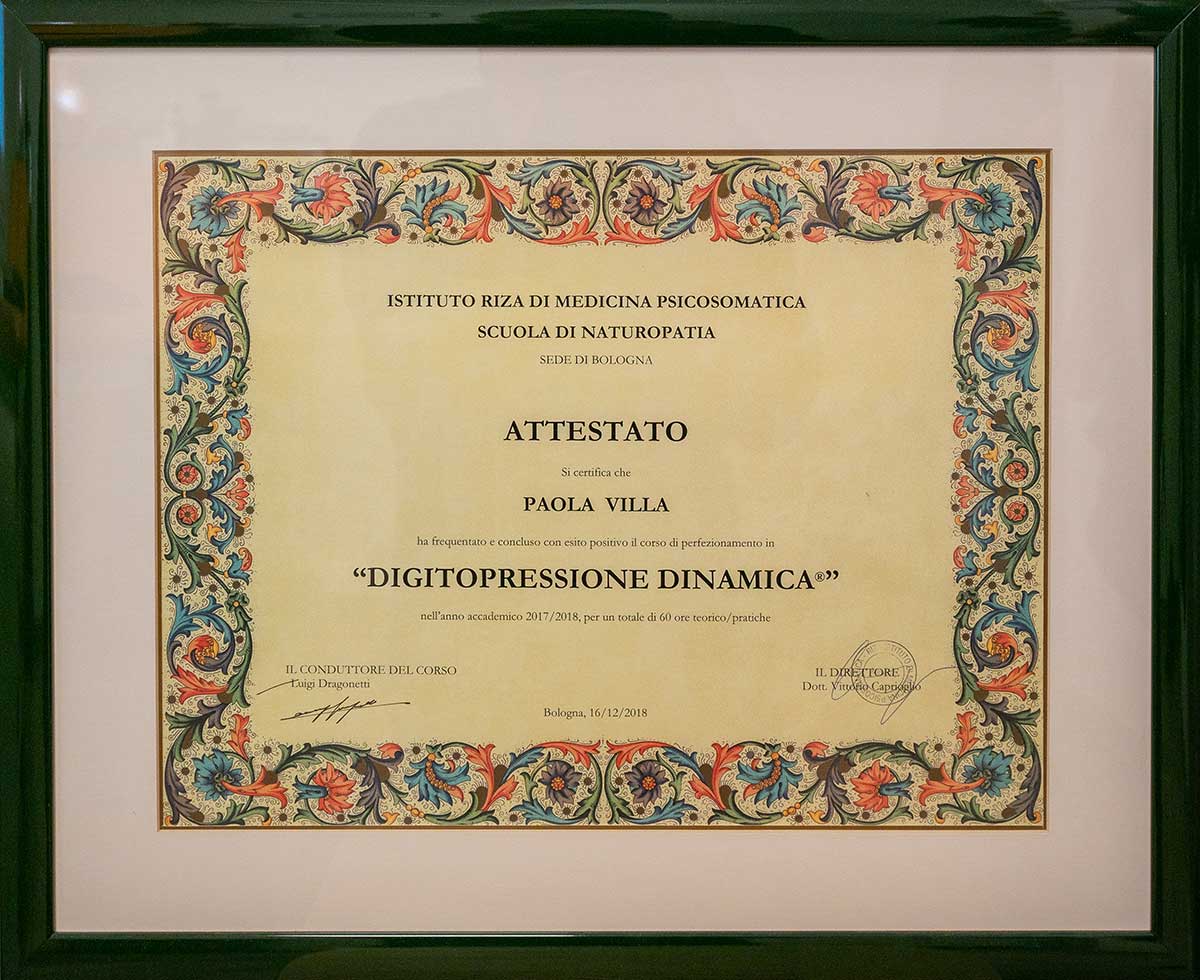 ISTITUTO RIZA DI MEDICINA PSICOSOMATICA
SCUOLA DI NATUROPATIA
SEDE DI BOLOGNA
ATTESTATO
Si certifica che
PAOLA VILLA
ha frequentato e concluso con esito positivo il corso di perfezionamento in
“DIGITOPRESSIONE DINAMICA®”
nell'anno accademico 2017/2018, per un totale di 60 ore teorico/pratiche
IL CONDUTTORE DEL CORSO
Luigi Dragonetti
IL DIRETTORE
Dott. Vittorio Caprioglio
Bologna, 16/12/2018